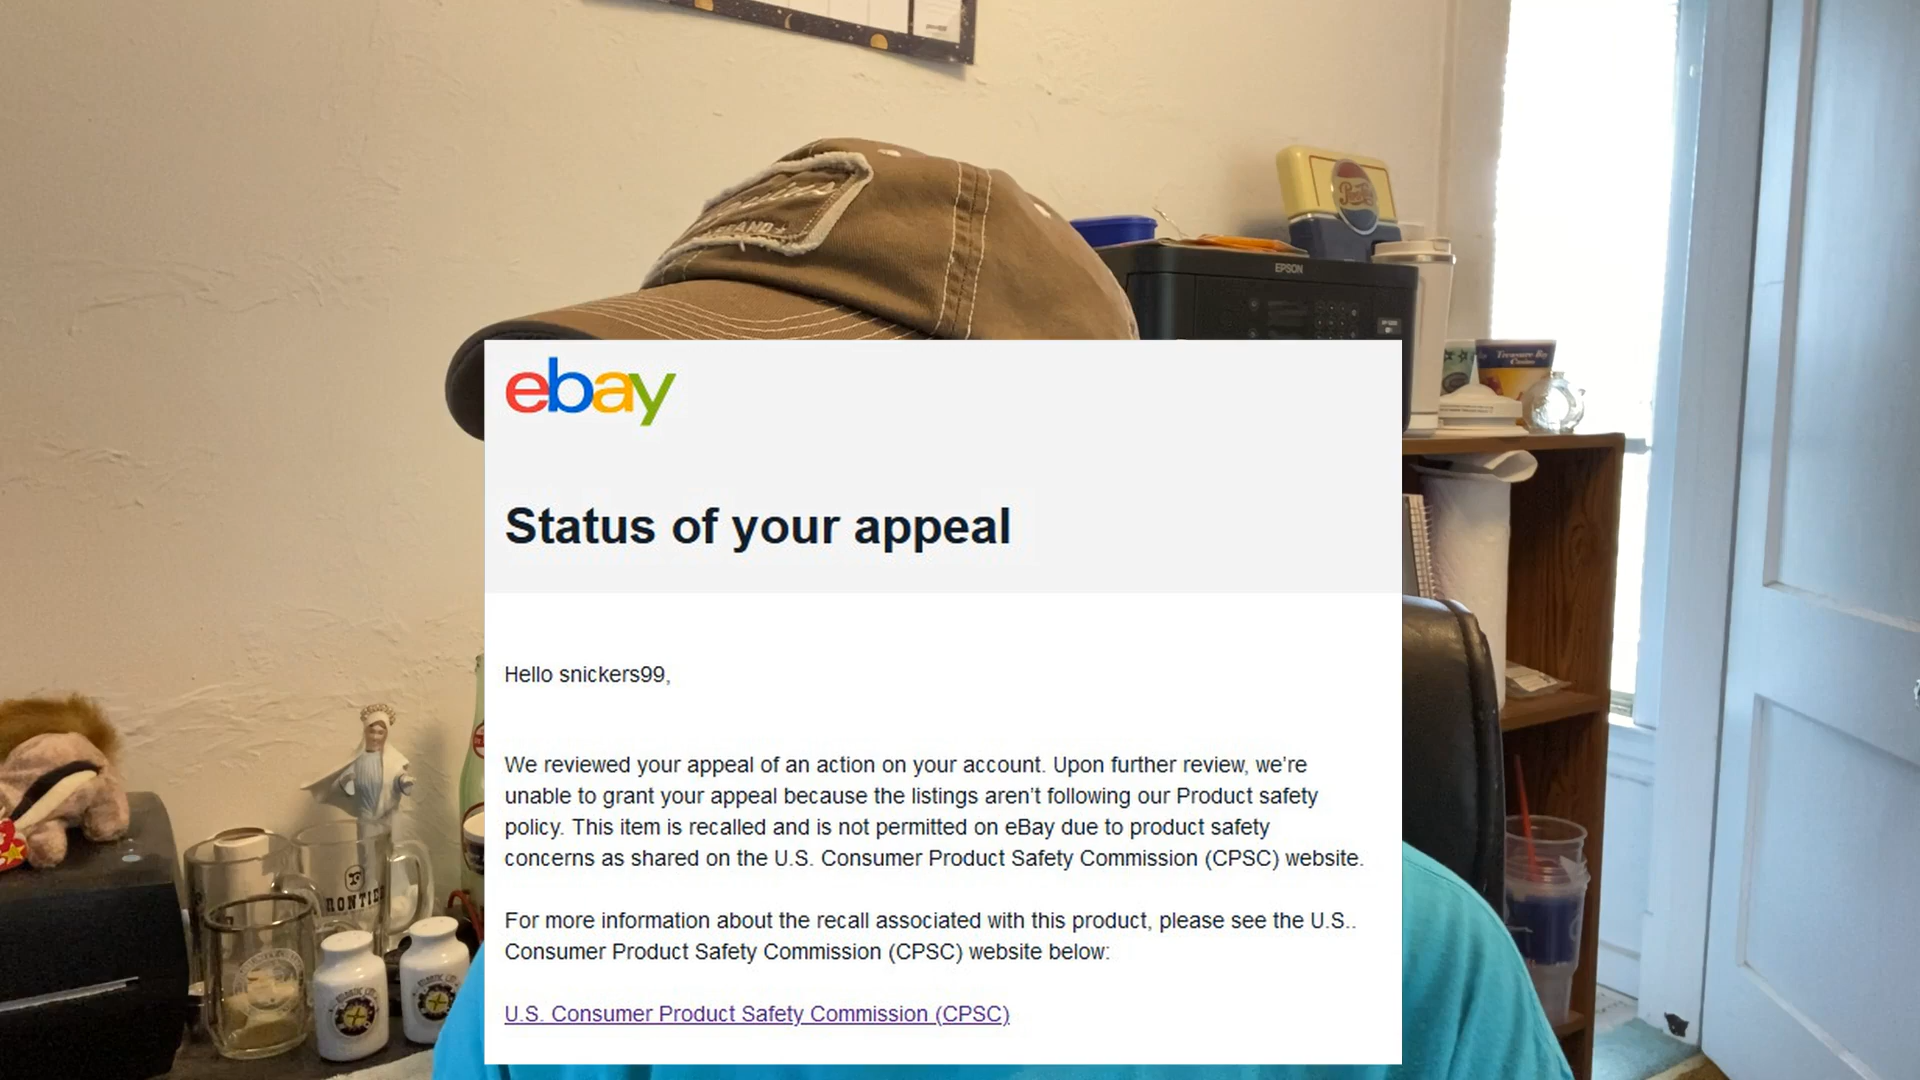 EPSON
Treasure Bay
Casino
ebay
Status of your appeal
Hello snickers99,
We reviewed your appeal of an action on your account. Upon further review, we’re
unable to grant your appeal because the listings aren’t following our Product safety
policy. This item is recalled and is not permitted on eBay due to product safety
concerns as shared on the U.S. Consumer Product Safety Commission (CPSC) website.
For more information about the recall associated with this product, please see the U.S..
Consumer Product Safety Commission (CPSC) website below:
U.S. Consumer Product Safety Commission (CPSC)